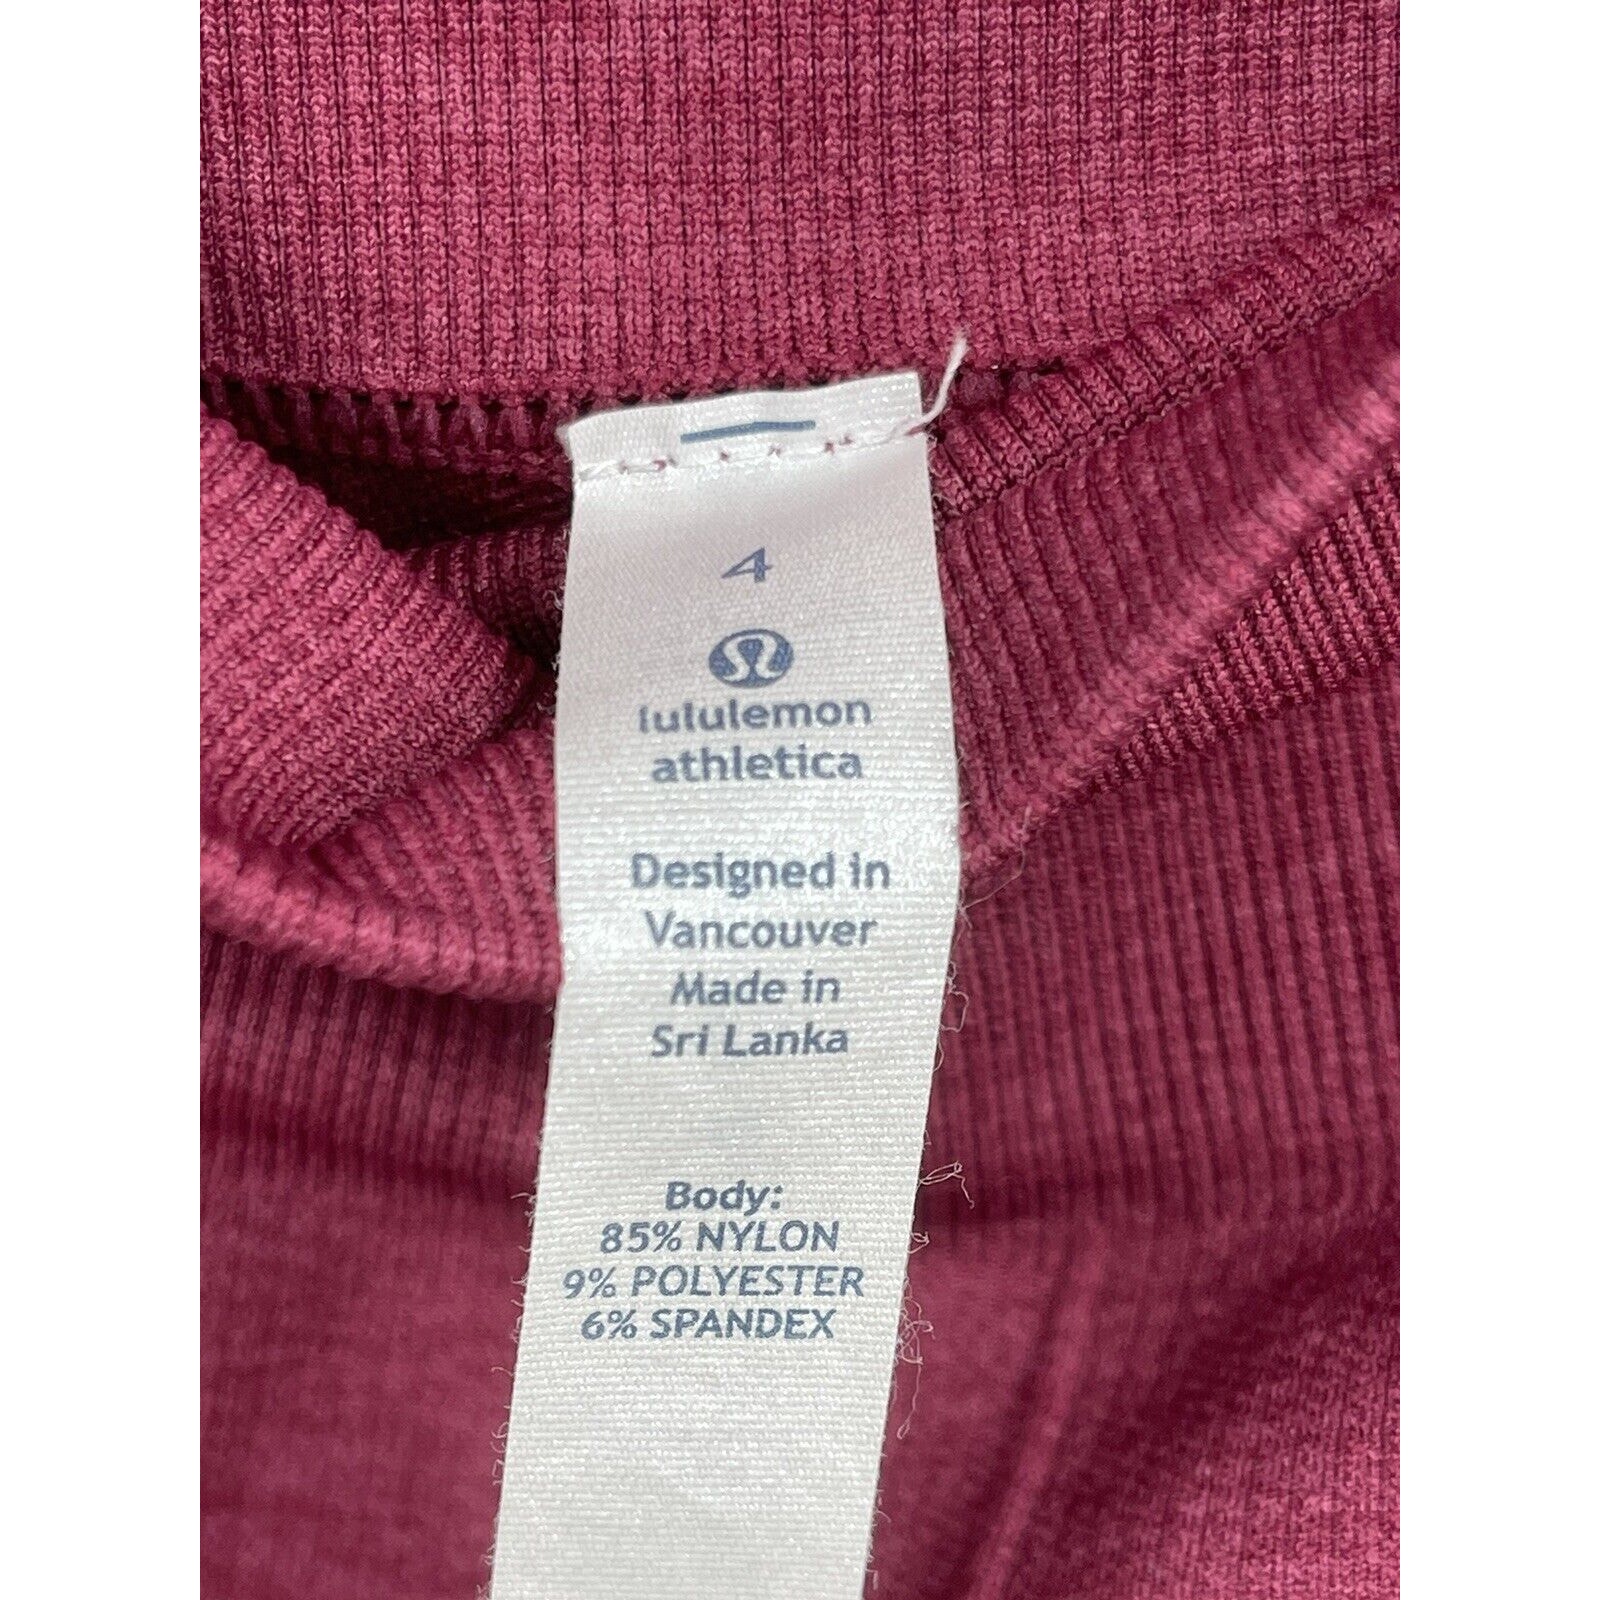 4
lululemon
athletica
Designed in
Vancouver
Made in
Sri Lanka
Body:
85% NYLON
9% POLYESTER
6% SPANDEX